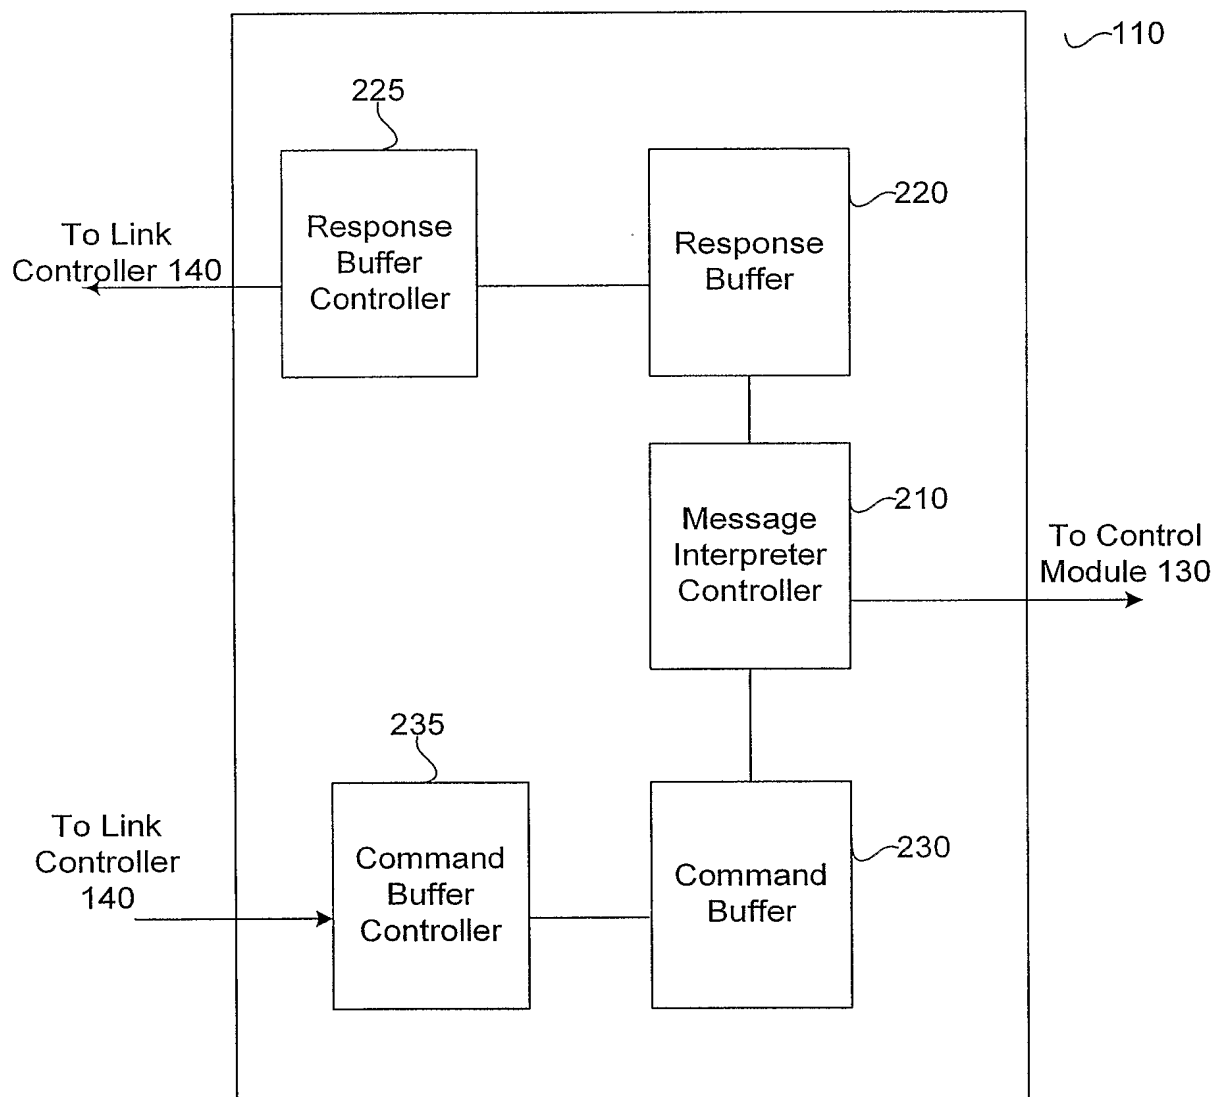 110
225
Response
Buffer
Controller
220
Response
Buffer
To Link
Controller 140
210
Message
Interpreter
Controller
To Control
Module 130
235
Command
Buffer
Controller
230
Command
Buffer
To Link
Controller
140